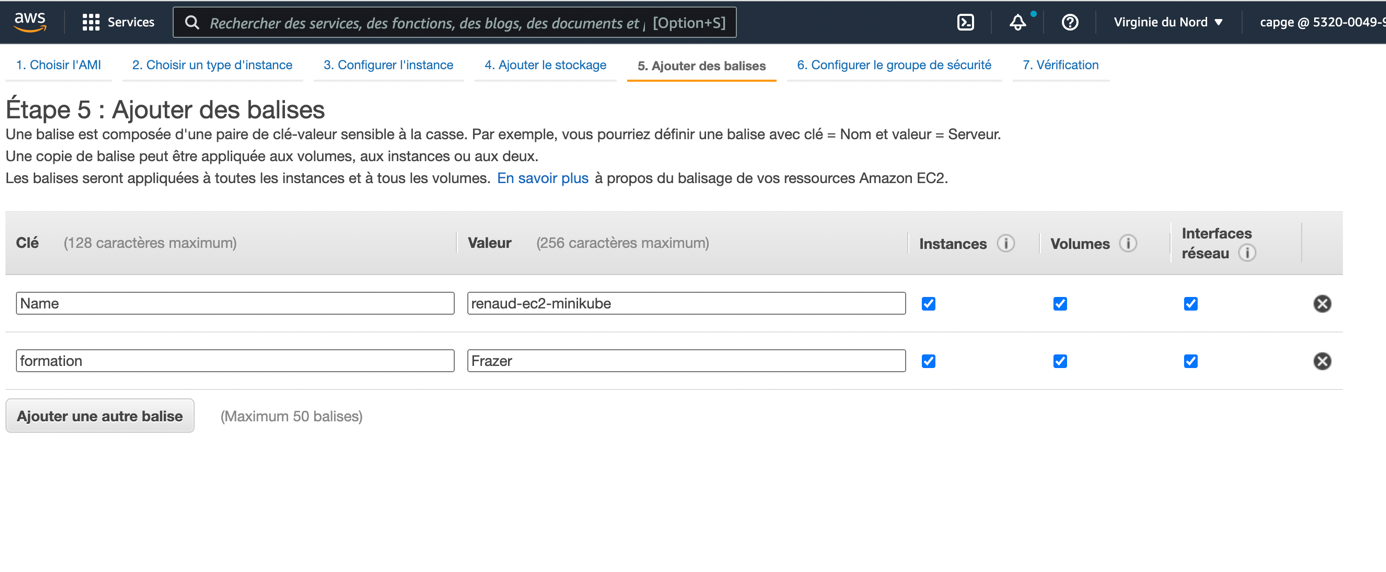 aws Services Rechercher des services, des fonctions, des blogs, des documents et [Option+S] Virginie du Nord ▼ capge @ 5320-0049-9
1. Choisir l'AMI 2. Choisir un type d'instance 3. Configurer l'instance 4. Ajouter le stockage 5. Ajouter des balises 6. Configurer le groupe de sécurité 7. Vérification
Étape 5 : Ajouter des balises
Une balise est composée d'une paire de clé-valeur sensible à la casse. Par exemple, vous pourriez définir une balise avec clé = Nom et valeur = Serveur.
Une copie de balise peut être appliquée aux volumes, aux instances ou aux deux.
Les balises seront appliquées à toutes les instances et à tous les volumes. En savoir plus à propos du balisage de vos ressources Amazon EC2.
Clé (128 caractères maximum) Valeur (256 caractères maximum) Instances Volumes Interfaces
réseau
Name renaud-ec2-minikube
formation Frazer
Ajouter une autre balise (Maximum 50 balises)